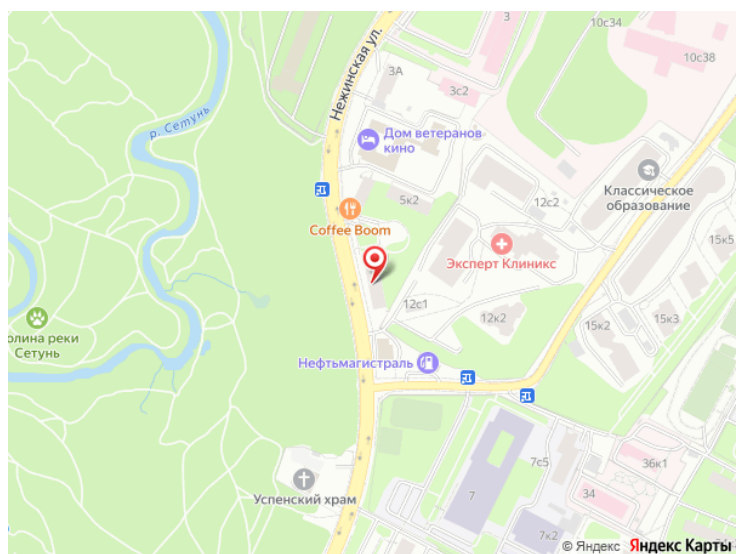 3
10с34
10с38
Нежинская ул.
3А
3с2
р. Сетунь
Дом ветеранов
кино
5к2
12с2
Классическое
образование
Coffee Boom
Эксперт Клиникс
15к5
12с1
12к2
15к2
15к3
олина реки
Сетунь
Нефтьмагистраль
7с5
36к1
Успенский храм
7
34
7к2
© Яндекс Яндекс Карты